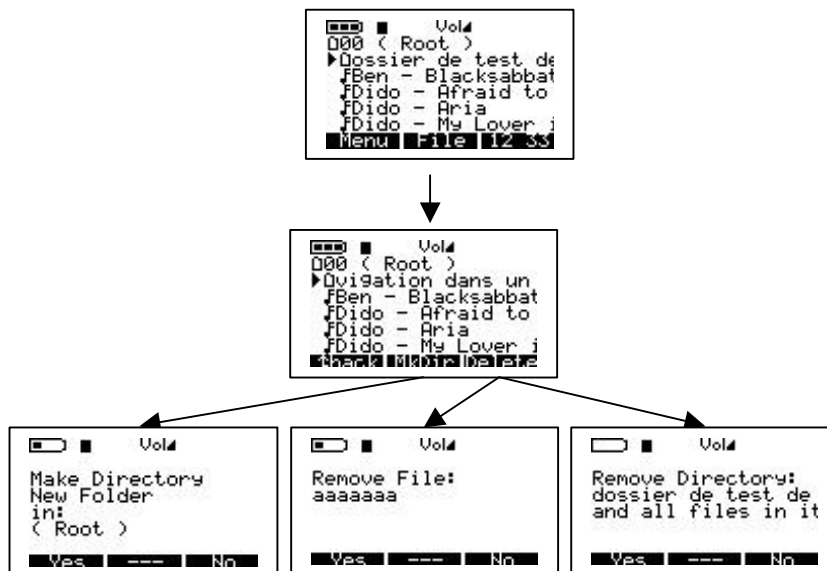 Vol
00 ( Root )
Dossier de test de
Ben - Blacksabbat
Dido - Afraid to
Dido - Aria
Dido - My Lover i
Menu File 12 33
Vol
00 ( Root )
vigation dans un
Ben - Blacksabbat
Dido - Afraid to
Dido - Aria
Dido - My Lover i
MkDir Delete
Vol
Make Directory
New Folder
in:
( Root )
Yes --- No
Vol
Remove File:
aaaaaaa
Yes --- No
Vol
Remove Directory:
dossier de test de
and all files in it
Yes --- No